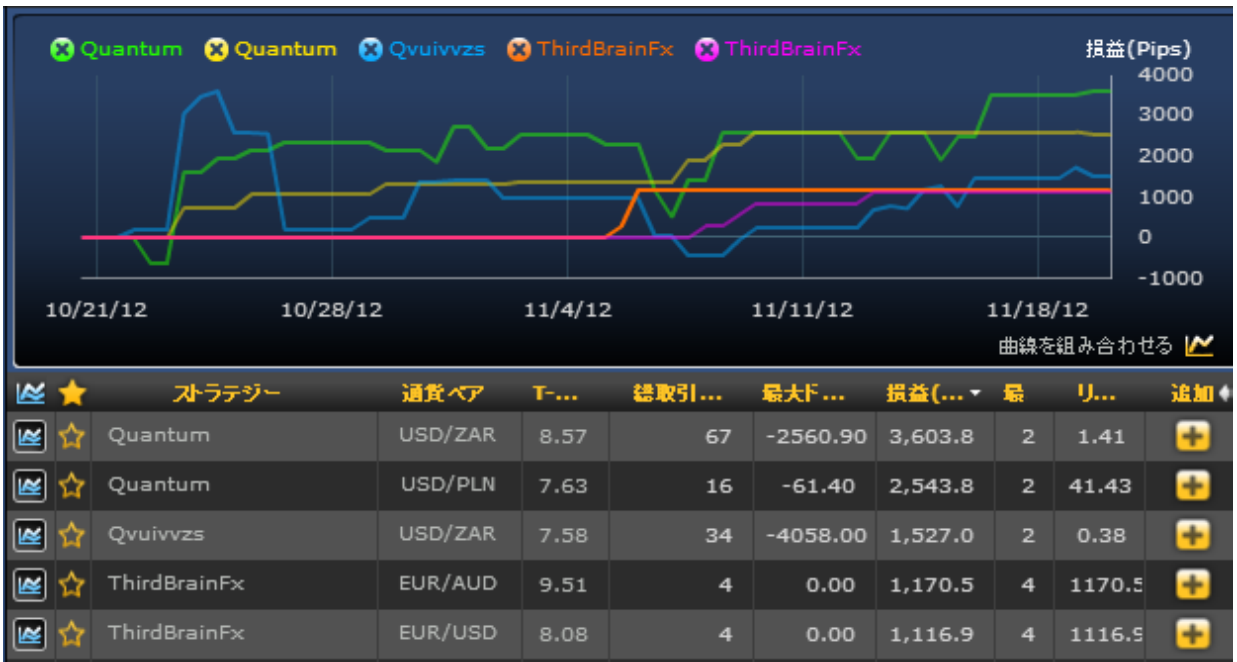 Quantum Quantum Qvuivvzs ThirdBrainFx ThirdBrainFx 損益(Pips)
4000
3000
2000
1000
0
-1000
10/21/12 10/28/12 11/4/12 11/11/12 11/18/12
曲線を組み合わせる
ストラテジー 通貨ペア T-... 総取引... 最大ド... 損益(... 最 リ... 追加
Quantum USD/ZAR 8.57 67 -2560.90 3,603.8 2 1.41
Quantum USD/PLN 7.63 16 -61.40 2,543.8 2 41.43
Qvuivvzs USD/ZAR 7.58 34 -4058.00 1,527.0 2 0.38
ThirdBrainFx EUR/AUD 9.51 4 0.00 1,170.5 4 1170.5
ThirdBrainFx EUR/USD 8.08 4 0.00 1,116.9 4 1116.9